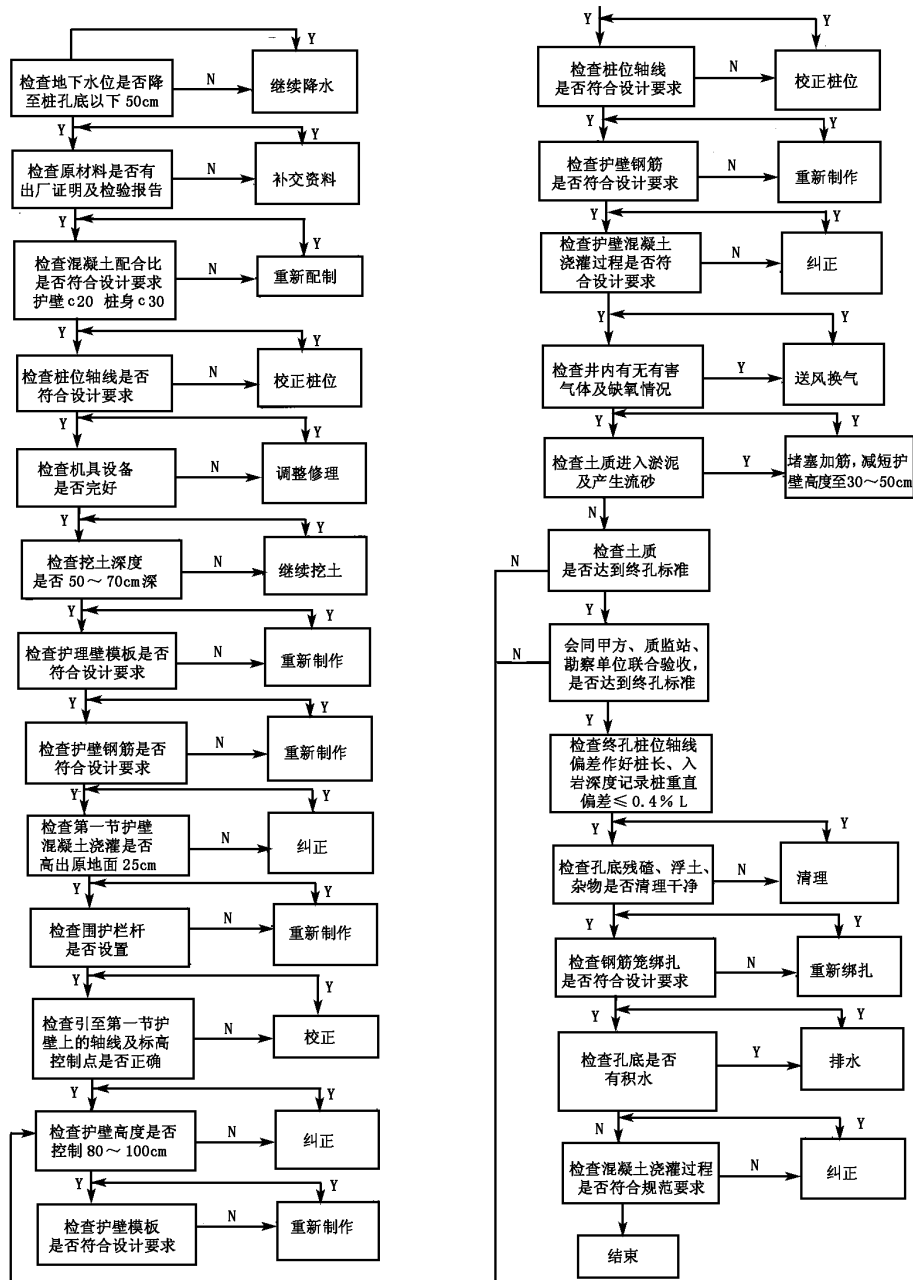 Y
检查地下水位是否降
至桩孔底以下50cm
N
继续降水
Y
Y
检查原材料是否有
出厂证明及检验报告
N
补交资料
Y
Y
检查混凝土配合比
是否符合设计要求
护壁c20 桩身c30
N
重新配制
Y
Y
检查桩位轴线是否
符合设计要求
N
校正桩位
Y
Y
检查机具设备
是否完好
N
调整修理
Y
Y
检查挖土深度
是否50～70cm深
N
继续挖土
Y
Y
检查护理壁模板是否
符合设计要求
N
重新制作
Y
Y
检查护壁钢筋是否
符合设计要求
N
重新制作
Y
Y
检查第一节护壁
混凝土浇灌是否
高出原地面25cm
N
纠正
Y
Y
检查围护栏杆
是否设置
N
重新制作
Y
Y
检查引至第一节护
壁上的轴线及标高
控制点是否正确
N
校正
Y
Y
检查护壁高度是否
控制80～100cm
N
纠正
Y
Y
检查护壁模板
是否符合设计要求
N
重新制作
Y
Y
检查桩位轴线
是否符合设计要求
N
校正桩位
Y
Y
检查护壁钢筋
是否符合设计要求
N
重新制作
Y
Y
检查护壁混凝土
浇灌过程是否符
合设计要求
N
纠正
Y
Y
检查井内有无有害
气体及缺氧情况
Y
送风换气
Y
Y
检查土质进入淤泥
及产生流砂
Y
堵塞加筋，减短护
壁高度至30～50cm
N
检查土质
是否达到终孔标准
N
Y
会同甲方、质监站、
勘察单位联合验收，
是否达到终孔标准
N
Y
检查终孔桩位轴线
偏差作好桩长、入
岩深度记录桩重直
偏差≤0.4% L
Y
Y
检查孔底残碴、浮土、
杂物是否清理干净
N
清理
Y
Y
检查钢筋笼绑扎
是否符合设计要求
N
重新绑扎
Y
Y
检查孔底是否
有积水
Y
排水
N
Y
检查混凝土浇灌过程
是否符合规范要求
N
纠正
Y
结束